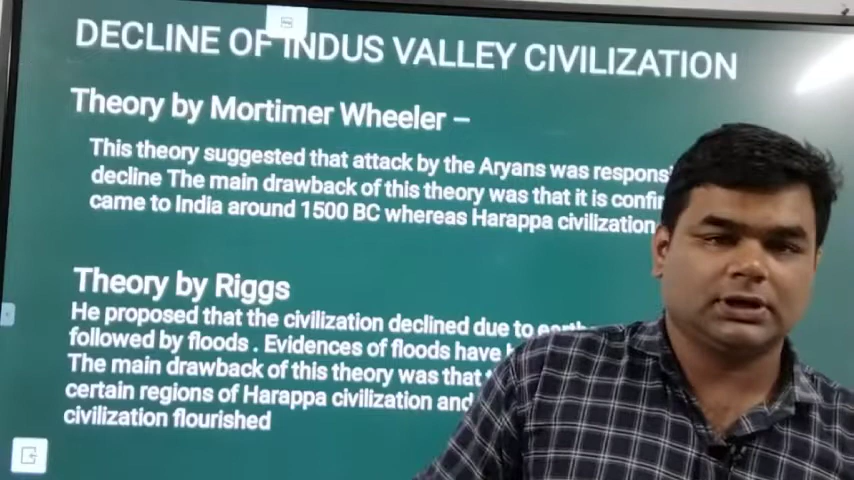 DECLINE OF INDUS VALLEY CIVILIZATION
Theory by Mortimer Wheeler –
This theory suggested that attack by the Aryans was
decline The main drawback of this theory was that it is
came to India around 1500 BC whereas Harappa civilization
Theory by Riggs
He proposed that the civilization declined due to
followed by floods . Evidences of floods have
The main drawback of this theory was that
certain regions of Harappa civilization and
civilization flourished